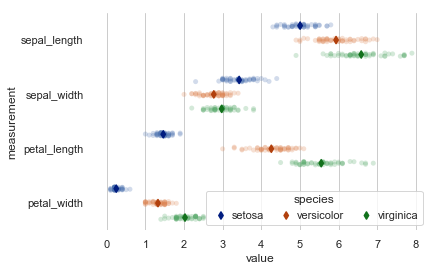 sepal_length
sepal_width
petal_length
petal_width
measurement
species
setosa versicolor virginica
0 1 2 3 4 5 6 7 8
value